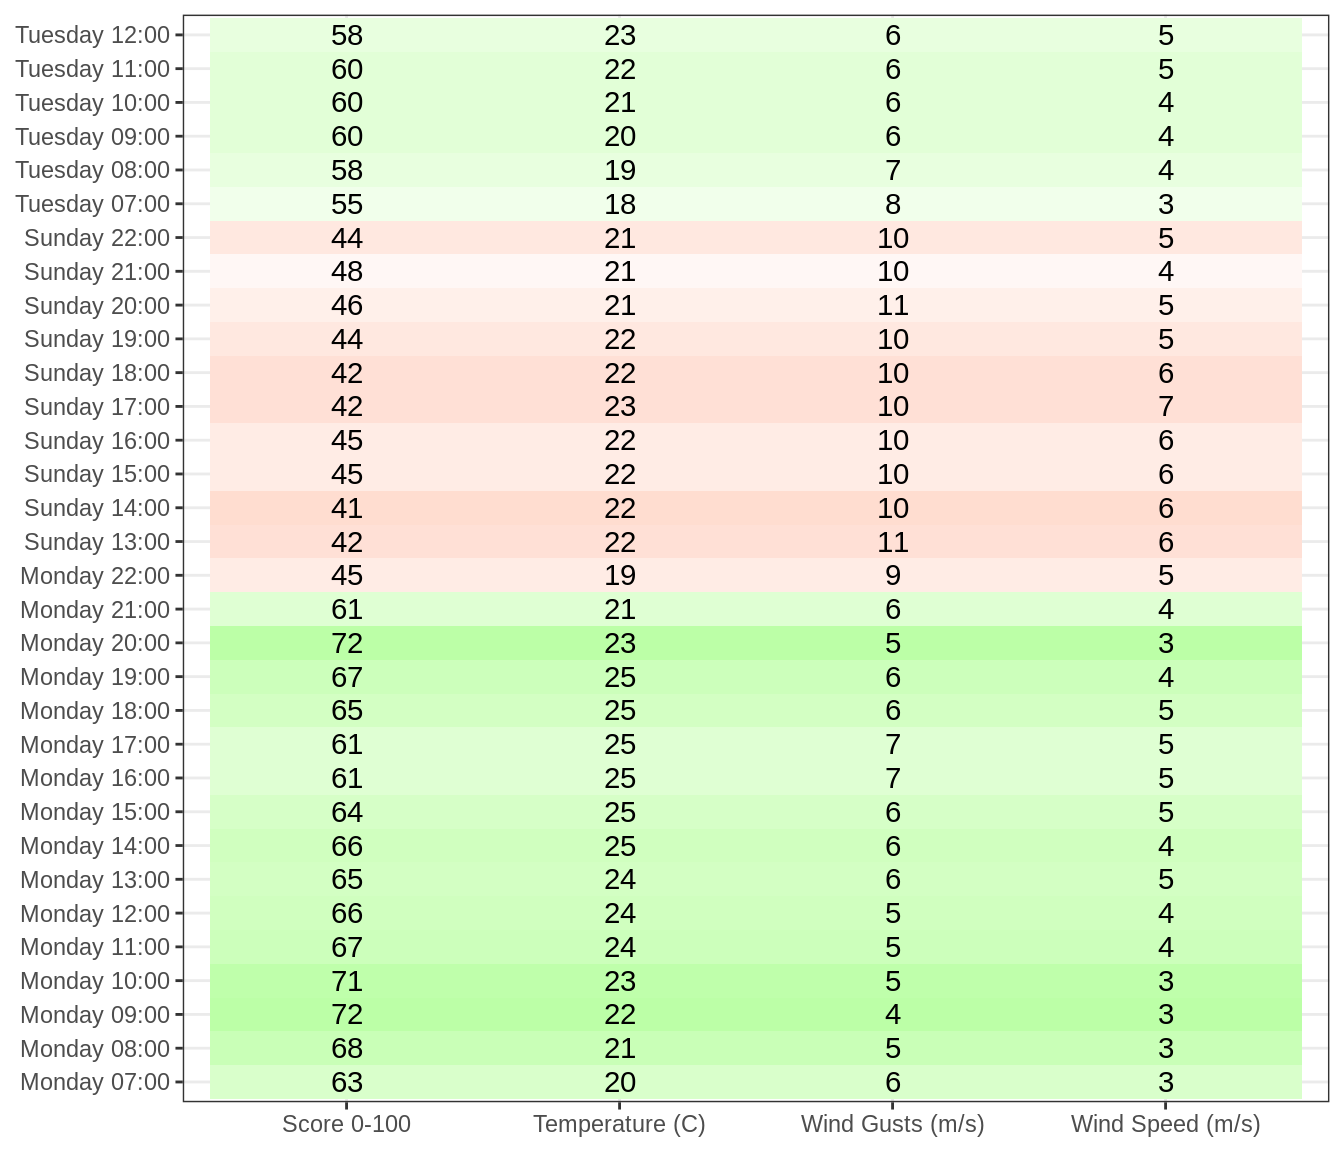 Tuesday 12:00 58 23 6 5
Tuesday 11:00 60 22 6 5
Tuesday 10:00 60 21 6 4
Tuesday 09:00 60 20 6 4
Tuesday 08:00 58 19 7 4
Tuesday 07:00 55 18 8 3
Sunday 22:00 44 21 10 5
Sunday 21:00 48 21 10 4
Sunday 20:00 46 21 11 5
Sunday 19:00 44 22 10 5
Sunday 18:00 42 22 10 6
Sunday 17:00 42 23 10 7
Sunday 16:00 45 22 10 6
Sunday 15:00 45 22 10 6
Sunday 14:00 41 22 10 6
Sunday 13:00 42 22 11 6
Monday 22:00 45 19 9 5
Monday 21:00 61 21 6 4
Monday 20:00 72 23 5 3
Monday 19:00 67 25 6 4
Monday 18:00 65 25 6 5
Monday 17:00 61 25 7 5
Monday 16:00 61 25 7 5
Monday 15:00 64 25 6 5
Monday 14:00 66 25 6 4
Monday 13:00 65 24 6 5
Monday 12:00 66 24 5 4
Monday 11:00 67 24 5 4
Monday 10:00 71 23 5 3
Monday 09:00 72 22 4 3
Monday 08:00 68 21 5 3
Monday 07:00 63 20 6 3
Score 0-100 Temperature (C) Wind Gusts (m/s) Wind Speed (m/s)